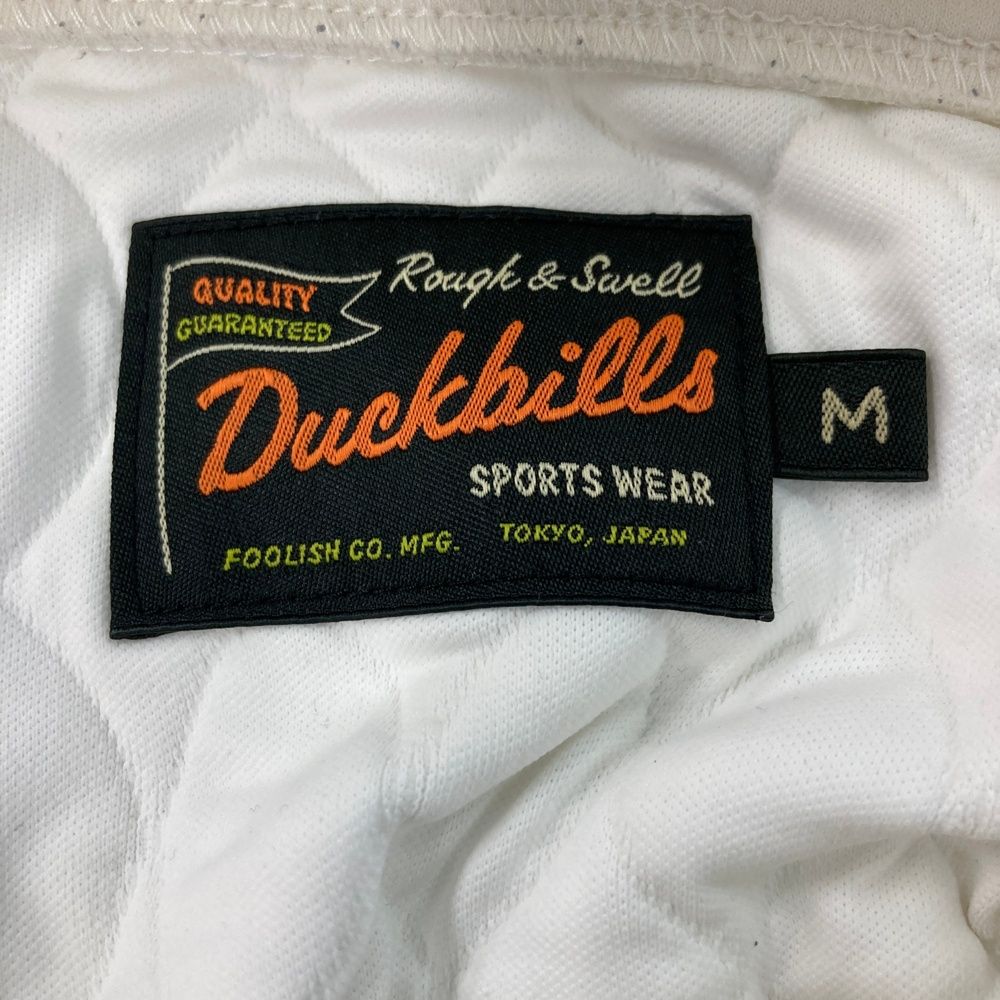 Rough & Swell
QUALITY
GUARANTEED
Duckbills
SPORTS WEAR
FOOLISH CO. MFG. TOKYO, JAPAN
M